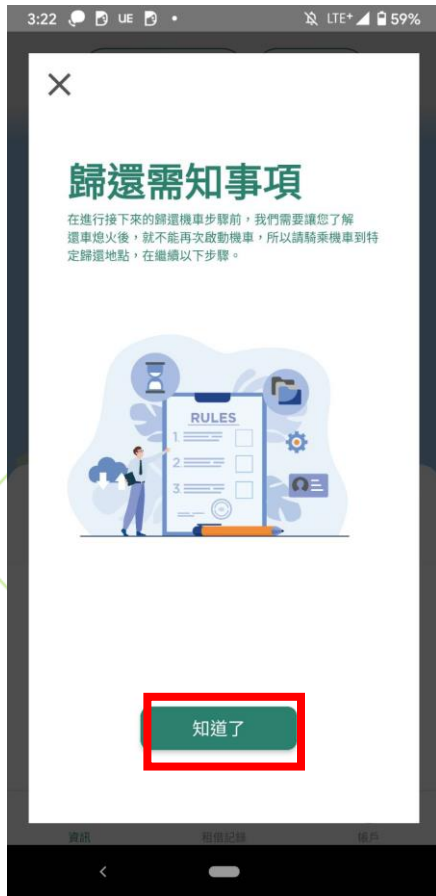 3:22 UE LTE+ 59%
歸還需知事項
在進行接下來的歸還機車步驟前,我們需要讓您了解
還車熄火後,就不能再次啟動機車,所以請騎乘機車到特
定歸還地點,在繼續以下步驟。
RULES
1.
2.
3.
知道了
資訊 租借記錄 帳戶